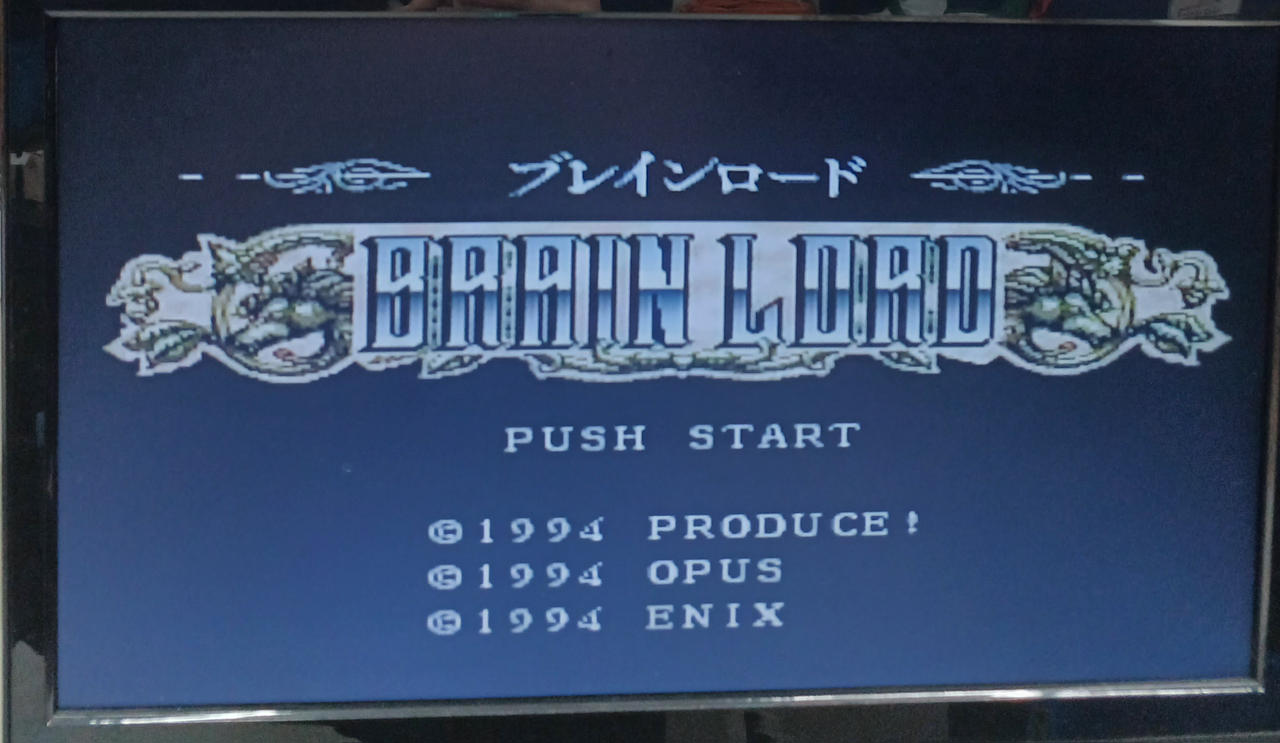 ブレインロード
BRAIN LORD
PUSH START
©1994 PRODUCE!
©1994 OPUS
©1994 ENIX